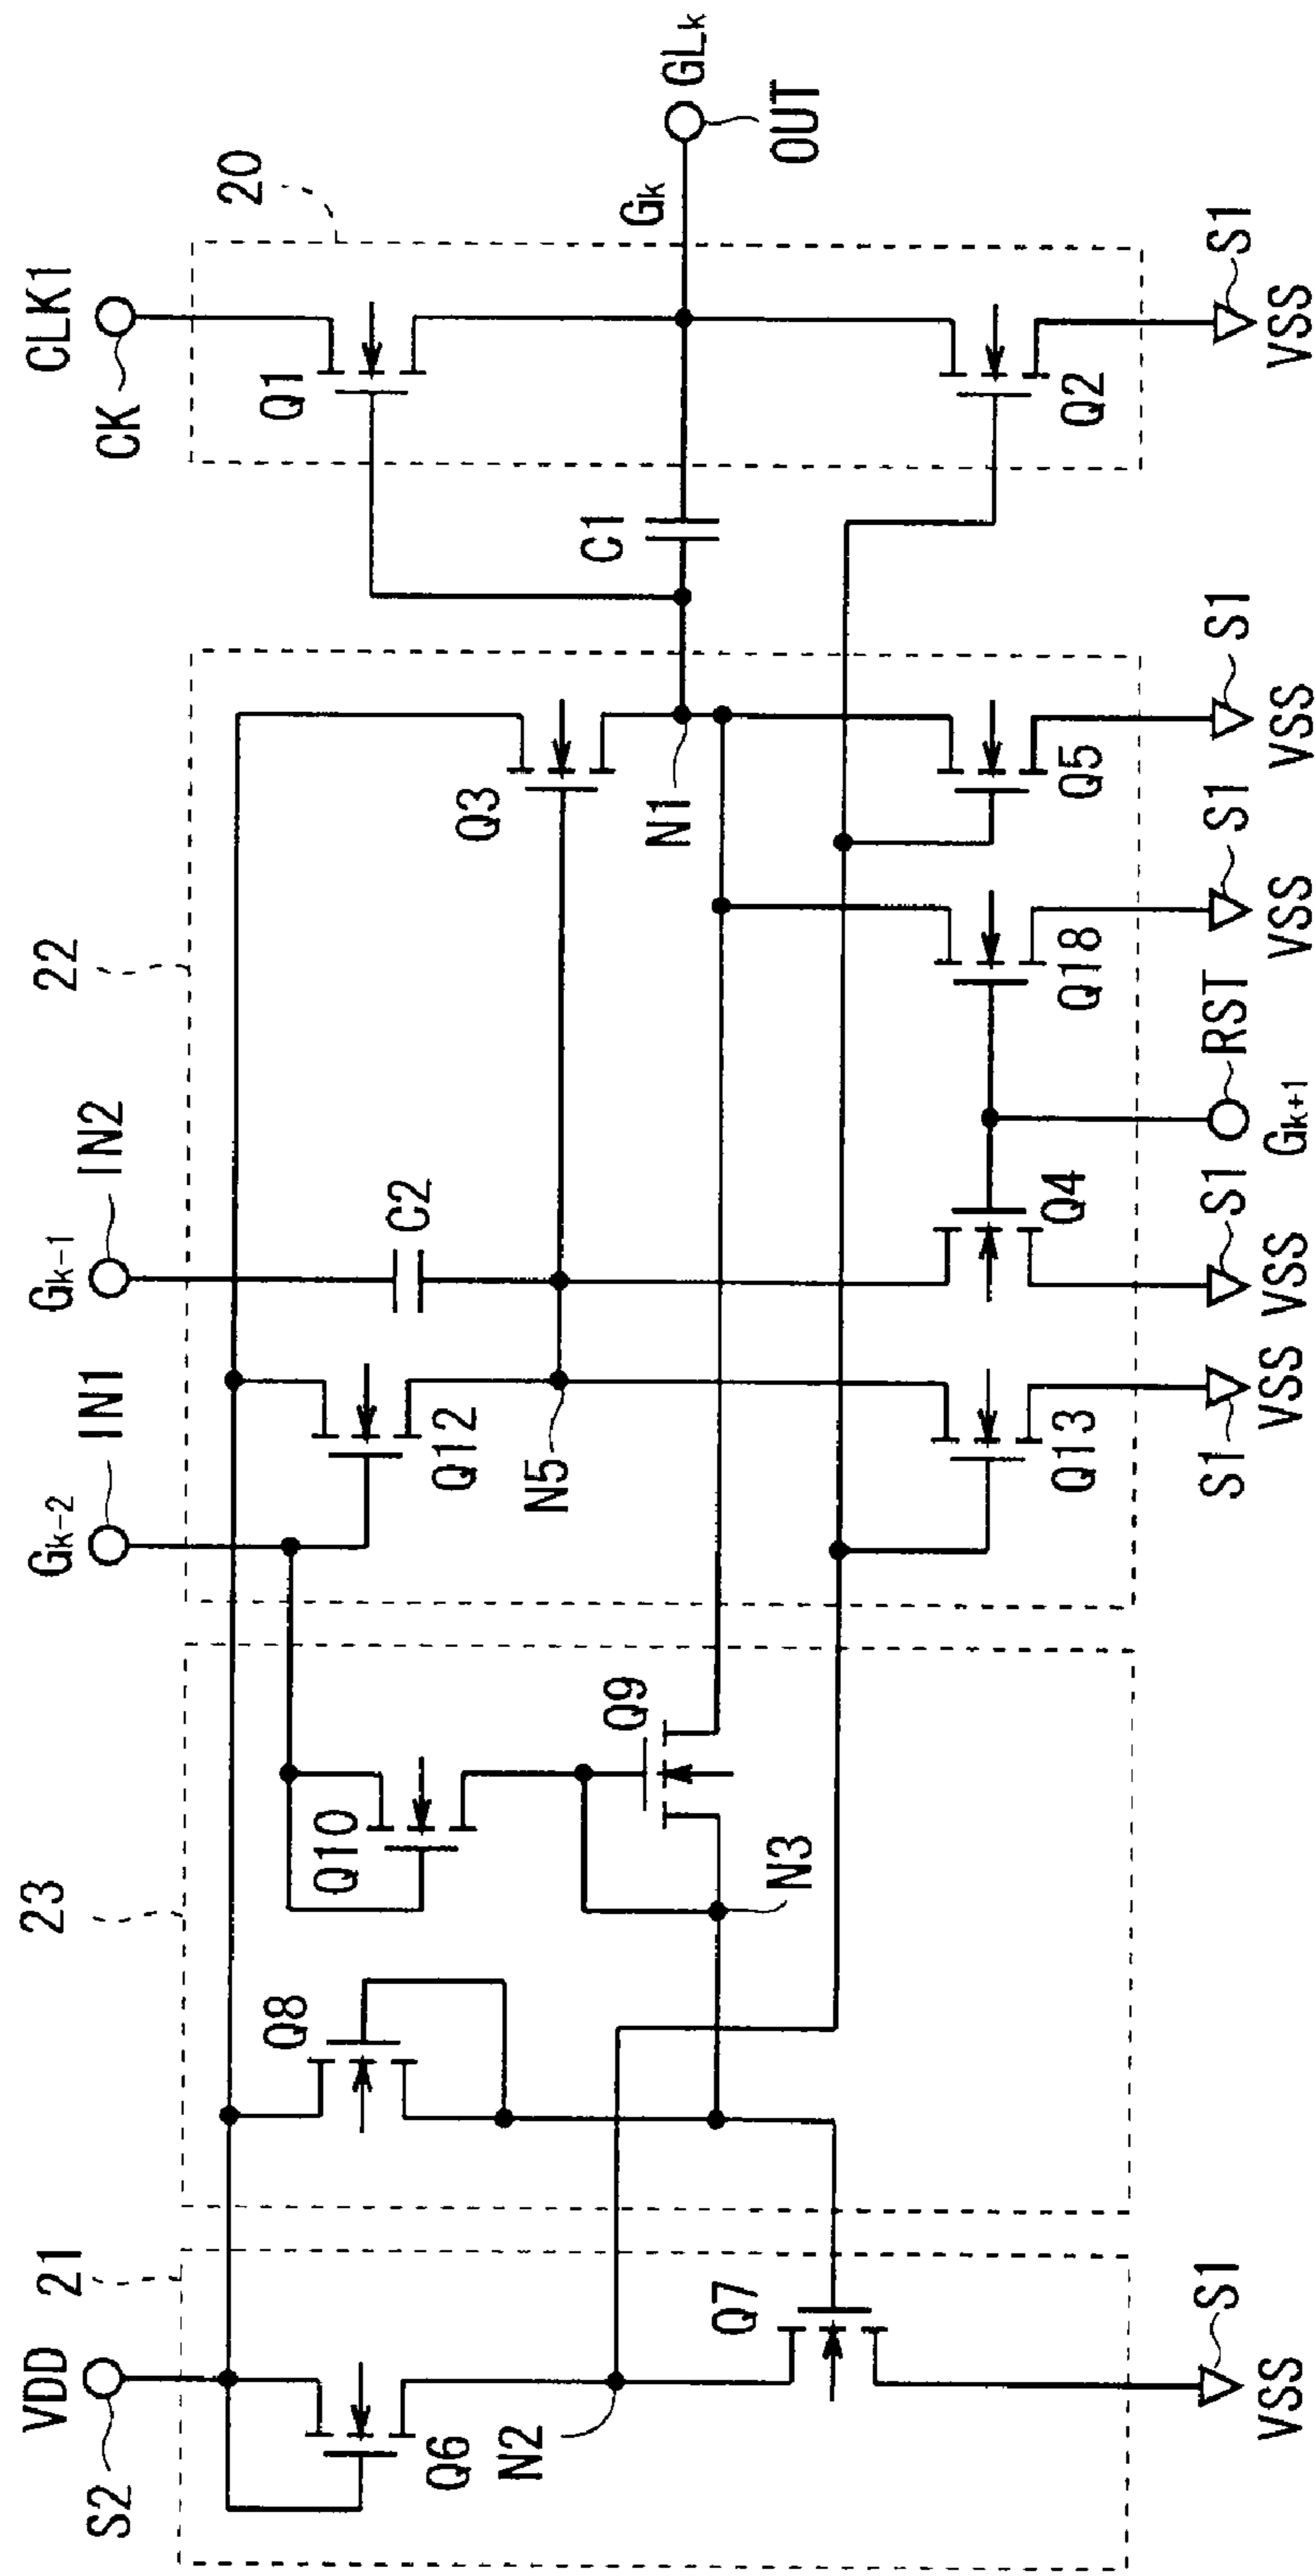 VDD
S2
21
Q6
N2
Q7
S1
VSS
23
Q8
Q10
Q9
N3
Gk-2
IN1
Gk-1
IN2
22
Q12
C2
N5
Q13
S1
VSS
Q4
S1
VSS
Gk+1
RST
Q18
S1
VSS
Q3
N1
Q5
S1
VSS
C1
CLK1
CK
20
Q1
Q2
S1
VSS
Gk
GLk
OUT